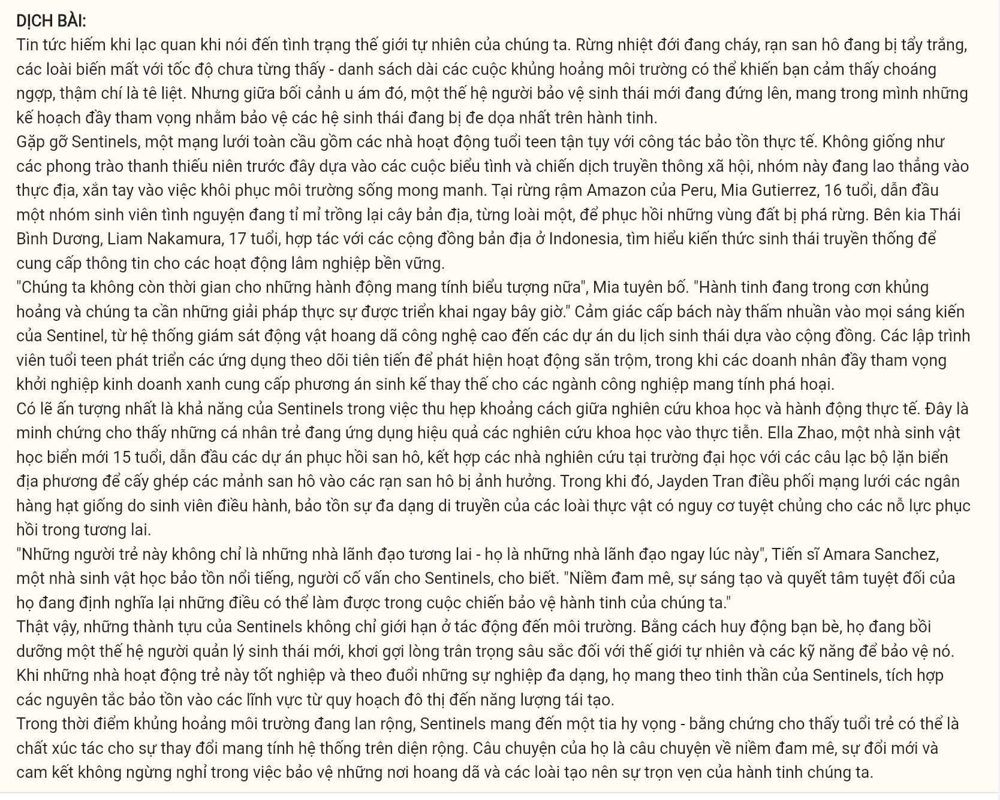 DỊCH BÀI:
Tin tức hiếm khi lạc quan khi nói đến tình trạng thế giới tự nhiên của chúng ta. Rừng nhiệt đới đang cháy, rạn san hô đang bị tẩy trắng,
các loài biến mất với tốc độ chưa từng thấy - danh sách dài các cuộc khủng hoảng môi trường có thể khiến bạn cảm thấy choáng
ngợp, thậm chí là tê liệt. Nhưng giữa bối cảnh u ám đó, một thế hệ người bảo vệ sinh thái mới đang đứng lên, mang trong mình những
kế hoạch đầy tham vọng nhằm bảo vệ các hệ sinh thái đang bị đe dọa nhất trên hành tinh.
Gặp gỡ Sentinels, một mạng lưới toàn cầu gồm các nhà hoạt động tuổi teen tận tụy với công tác bảo tồn thực tế. Không giống như
các phong trào thanh thiếu niên trước đây dựa vào các cuộc biểu tình và chiến dịch truyền thông xã hội, nhóm này đang lao thẳng vào
thực địa, xắn tay vào việc khôi phục môi trường sống mong manh. Tại rừng rậm Amazon của Peru, Mia Gutierrez, 16 tuổi, dẫn đầu
một nhóm sinh viên tình nguyện đang tỉ mỉ trồng lại cây bản địa, từng loài một, để phục hồi những vùng đất bị phá rừng. Bên kia Thái
Bình Dương, Liam Nakamura, 17 tuổi, hợp tác với các cộng đồng bản địa ở Indonesia, tìm hiểu kiến thức sinh thái truyền thống để
cung cấp thông tin cho các hoạt động lâm nghiệp bền vững.
"Chúng ta không còn thời gian cho những hành động mang tính biểu tượng nữa", Mia tuyên bố. "Hành tinh đang trong cơn khủng
hoảng và chúng ta cần những giải pháp thực sự được triển khai ngay bây giờ." Cảm giác cấp bách này thấm nhuần vào mọi sáng kiến
của Sentinel, từ hệ thống giám sát động vật hoang dã công nghệ cao đến các dự án du lịch sinh thái dựa vào cộng đồng. Các lập trình
viên tuổi teen phát triển các ứng dụng theo dõi tiên tiến để phát hiện hoạt động săn trộm, trong khi các doanh nhân đầy tham vọng
khởi nghiệp kinh doanh xanh cung cấp phương án sinh kế thay thế cho các ngành công nghiệp mang tính phá hoại.
Có lẽ ấn tượng nhất là khả năng của Sentinels trong việc thu hẹp khoảng cách giữa nghiên cứu khoa học và hành động thực tế. Đây là
minh chứng cho thấy những cá nhân trẻ đang ứng dụng hiệu quả các nghiên cứu khoa học vào thực tiễn. Ella Zhao, một nhà sinh vật
học biển mới 15 tuổi, dẫn đầu các dự án phục hồi san hô, kết hợp các nhà nghiên cứu tại trường đại học với các câu lạc bộ lặn biển
địa phương để cấy ghép các mảnh san hô vào các rạn san hô bị ảnh hưởng. Trong khi đó, Jayden Tran điều phối mạng lưới các ngân
hàng hạt giống do sinh viên điều hành, bảo tồn sự đa dạng di truyền của các loài thực vật có nguy cơ tuyệt chủng cho các nỗ lực phục
hồi trong tương lai.
"Những người trẻ này không chỉ là những nhà lãnh đạo tương lai - họ là những nhà lãnh đạo ngay lúc này", Tiến sĩ Amara Sanchez,
một nhà sinh vật học bảo tồn nổi tiếng, người cố vấn cho Sentinels, cho biết. "Niềm đam mê, sự sáng tạo và quyết tâm tuyệt đối của
họ đang định nghĩa lại những điều có thể làm được trong cuộc chiến bảo vệ hành tinh của chúng ta."
Thật vậy, những thành tựu của Sentinels không chỉ giới hạn ở tác động đến môi trường. Bằng cách huy động bạn bè, họ đang bồi
dưỡng một thế hệ người quản lý sinh thái mới, khơi gợi lòng trân trọng sâu sắc đối với thế giới tự nhiên và các kỹ năng để bảo vệ nó.
Khi những nhà hoạt động trẻ này tốt nghiệp và theo đuổi những sự nghiệp đa dạng, họ mang theo tinh thần của Sentinels, tích hợp
các nguyên tắc bảo tồn vào các lĩnh vực từ quy hoạch đô thị đến năng lượng tái tạo.
Trong thời điểm khủng hoảng môi trường đang lan rộng, Sentinels mang đến một tia hy vọng - bằng chứng cho thấy tuổi trẻ có thể là
chất xúc tác cho sự thay đổi mang tính hệ thống trên diện rộng. Câu chuyện của họ là câu chuyện về niềm đam mê, sự đổi mới và
cam kết không ngừng nghỉ trong việc bảo vệ những nơi hoang dã và các loài tạo nên sự trọn vẹn của hành tinh chúng ta.